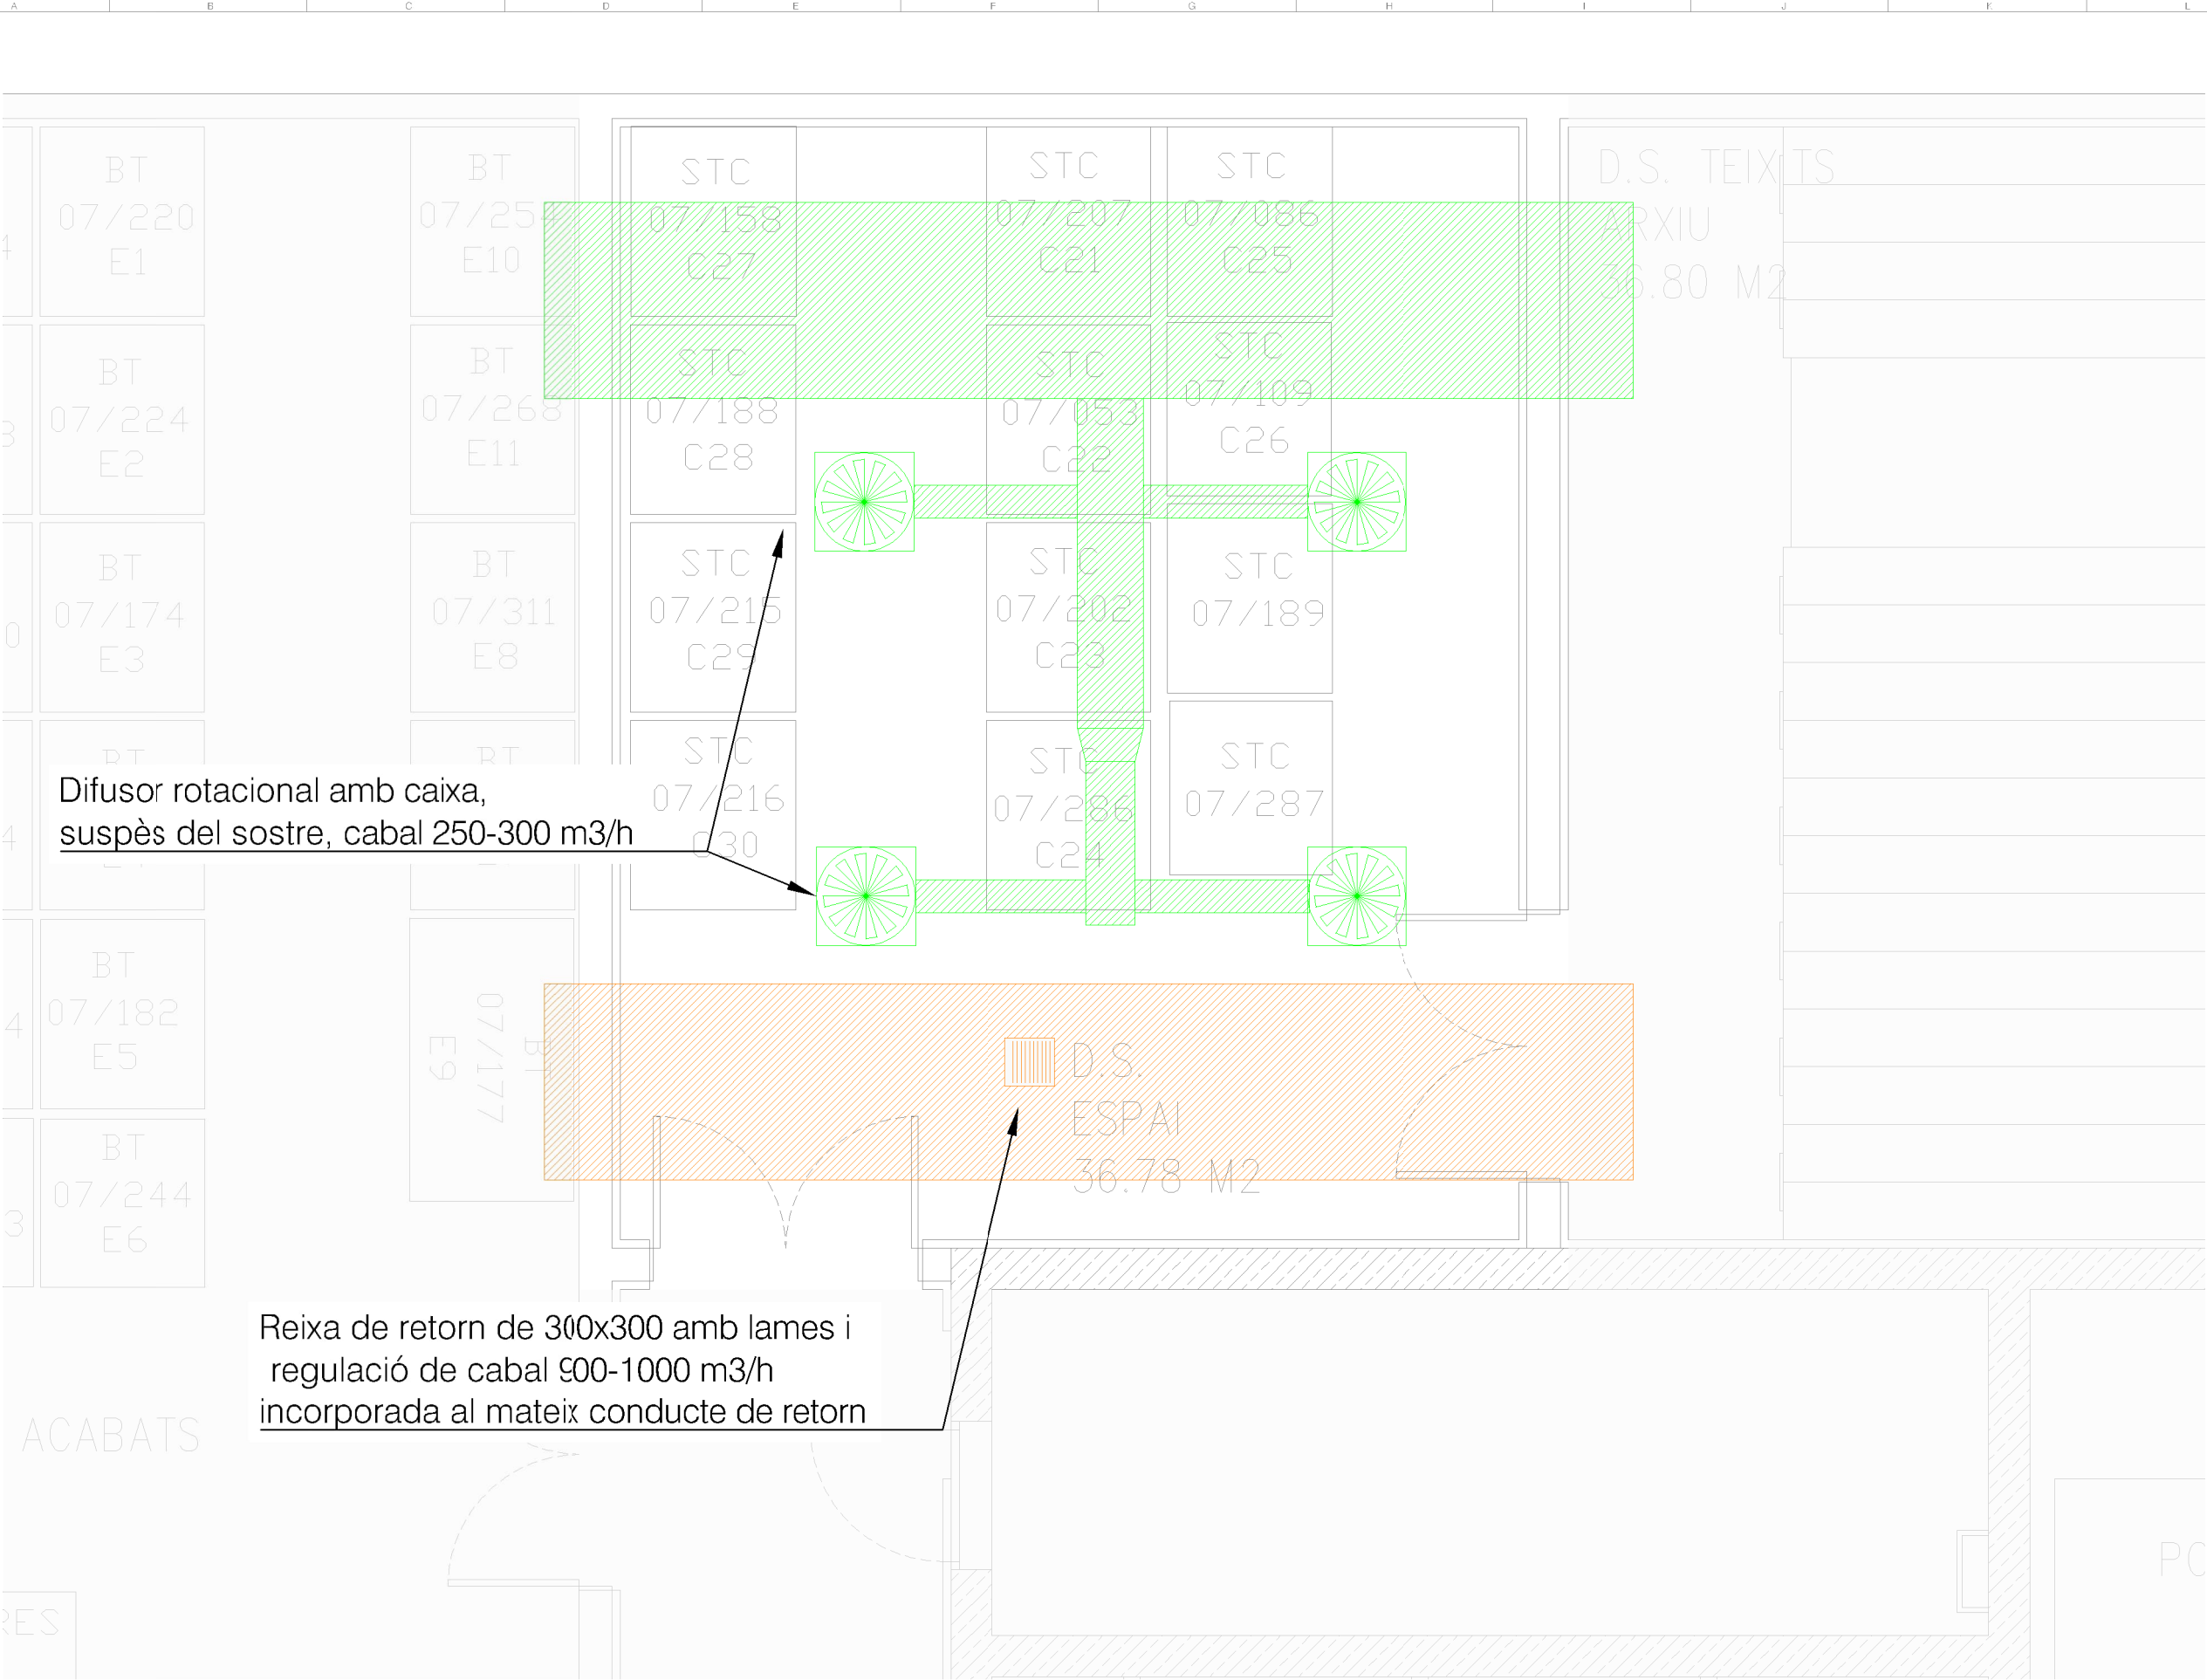 A B C D E F G H I J K L
BT
07/220
E1
BT
07/254
E10
STC
07/158
C27
STC
07/207
C21
STC
07/086
C25
D.S. TEIXITS
ARXIU
36.80 M2
BT
07/224
E2
BT
07/268
E11
STC
07/188
C28
STC
07/053
C22
STC
07/109
C26
BT
07/174
E3
BT
07/311
E8
STC
07/215
C29
STC
07/202
C23
STC
07/189
BT
BT
STC
07/216
C30
STC
07/286
C24
STC
07/287
Difusor rotacional amb caixa,
suspès del sostre, cabal 250-300 m3/h
BT
07/182
E5
BT
07/177
E9
D.S.
ESPAI
36.78 M2
BT
07/244
E6
Reixa de retorn de 300x300 amb lames i
regulació de cabal 900-1000 m3/h
incorporada al mateix conducte de retorn
ACABATS